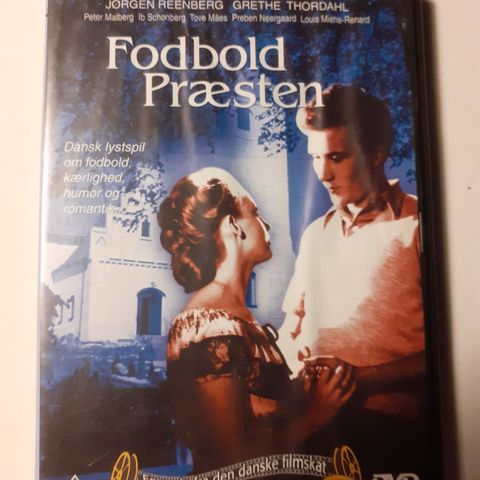 JØRGEN REENBERG GRETHE THORDAHL
Peter Malberg Ib Schønberg Tove Maës Preben Neergaard Louis Miehe-Renard
Fodbold
Præsten
Dansk lystspil
om fodbold,
kærlighed,
humør og
romantik...
den danske filmskat